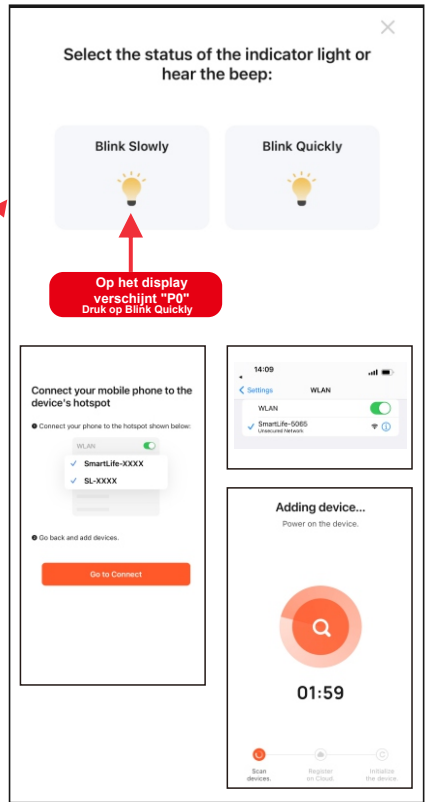 Select the status of the indicator light or
hear the beep:
Blink Slowly
Blink Quickly
Op het display
verschijnt "P0"
Druk op Blink Quickly
Connect your mobile phone to the
device's hotspot
❶ Connect your phone to the hotspot shown below:
WLAN
✓ SmartLife-XXXX
✓ SL-XXXX
❷ Go back and add devices.
Go to Connect
14:09
Settings
WLAN
WLAN
✓ SmartLife-5065
Unsecured Network
Adding device...
Power on the device.
01:59
Scan
devices.
Register
on Cloud.
Initialize
the device.